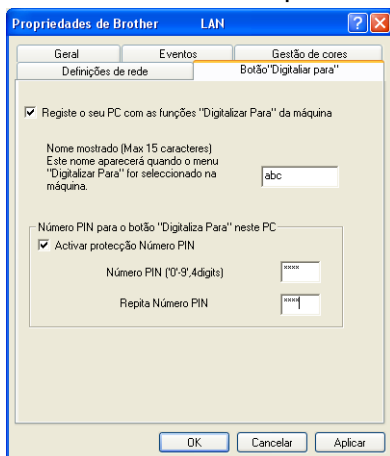 Propriedades de Brother LAN
Geral Eventos Gestão de cores
Definições de rede Botão"Digitaliar para"
Registe o seu PC com as funções "Digitalizar Para" da máquina
Nome mostrado (Max 15 caracteres)
Este nome aparecerá quando o menu
"Digitalizar Para" for seleccionado na
máquina.
abc
Número PIN para o botão "Digitaliza Para" neste PC
Activar protecção Número PIN
Número PIN ('0'-'9',4digits) ****
Repita Número PIN ****
OK Cancelar Aplicar